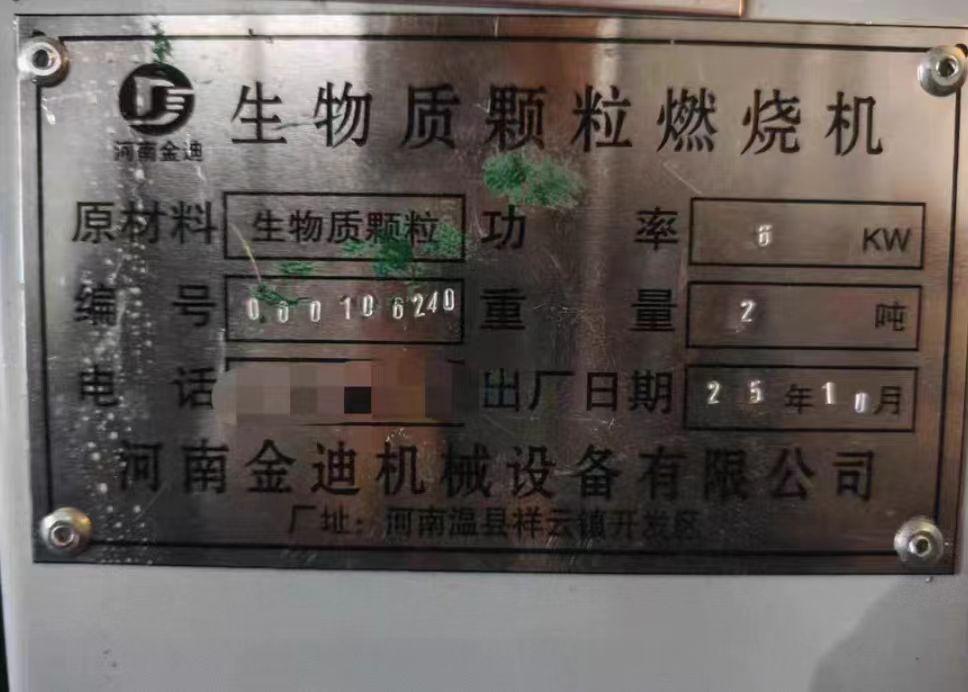 生物质颗粒燃烧机
河南金迪
原材料 生物质颗粒 功率 6 KW
编号 060106240 重量 2 吨
电话 出厂日期 25年10月
河南金迪机械设备有限公司
厂址：河南温县祥云镇开发区